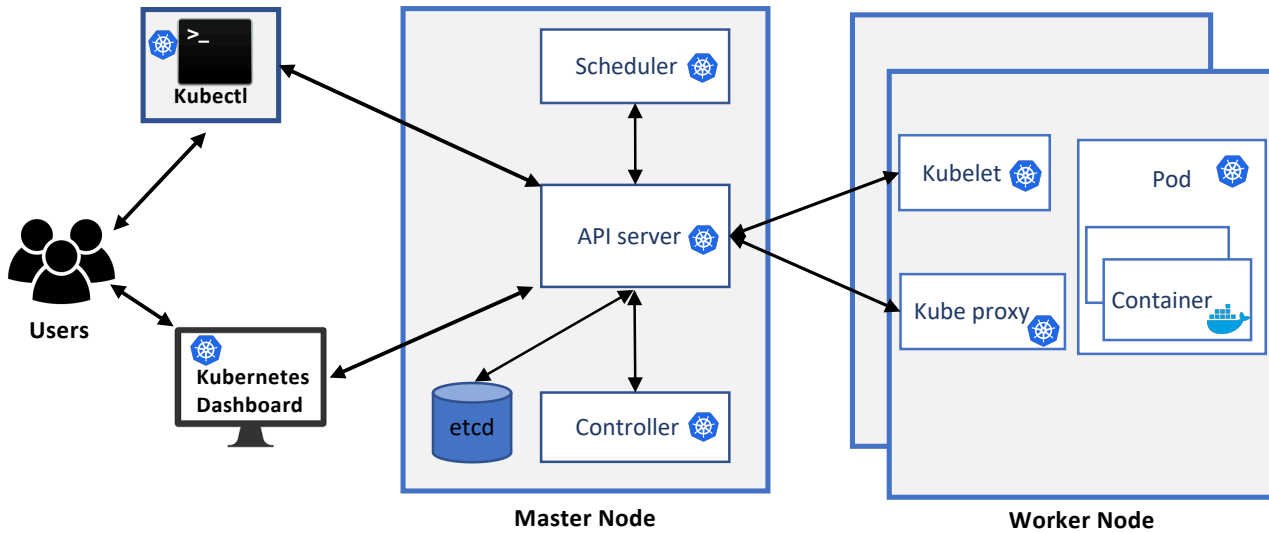 >_
Kubectl
Users
Kubernetes
Dashboard
Scheduler
API server
etcd
Controller
Master Node
Kubelet
Kube proxy
Pod
Container
Worker Node